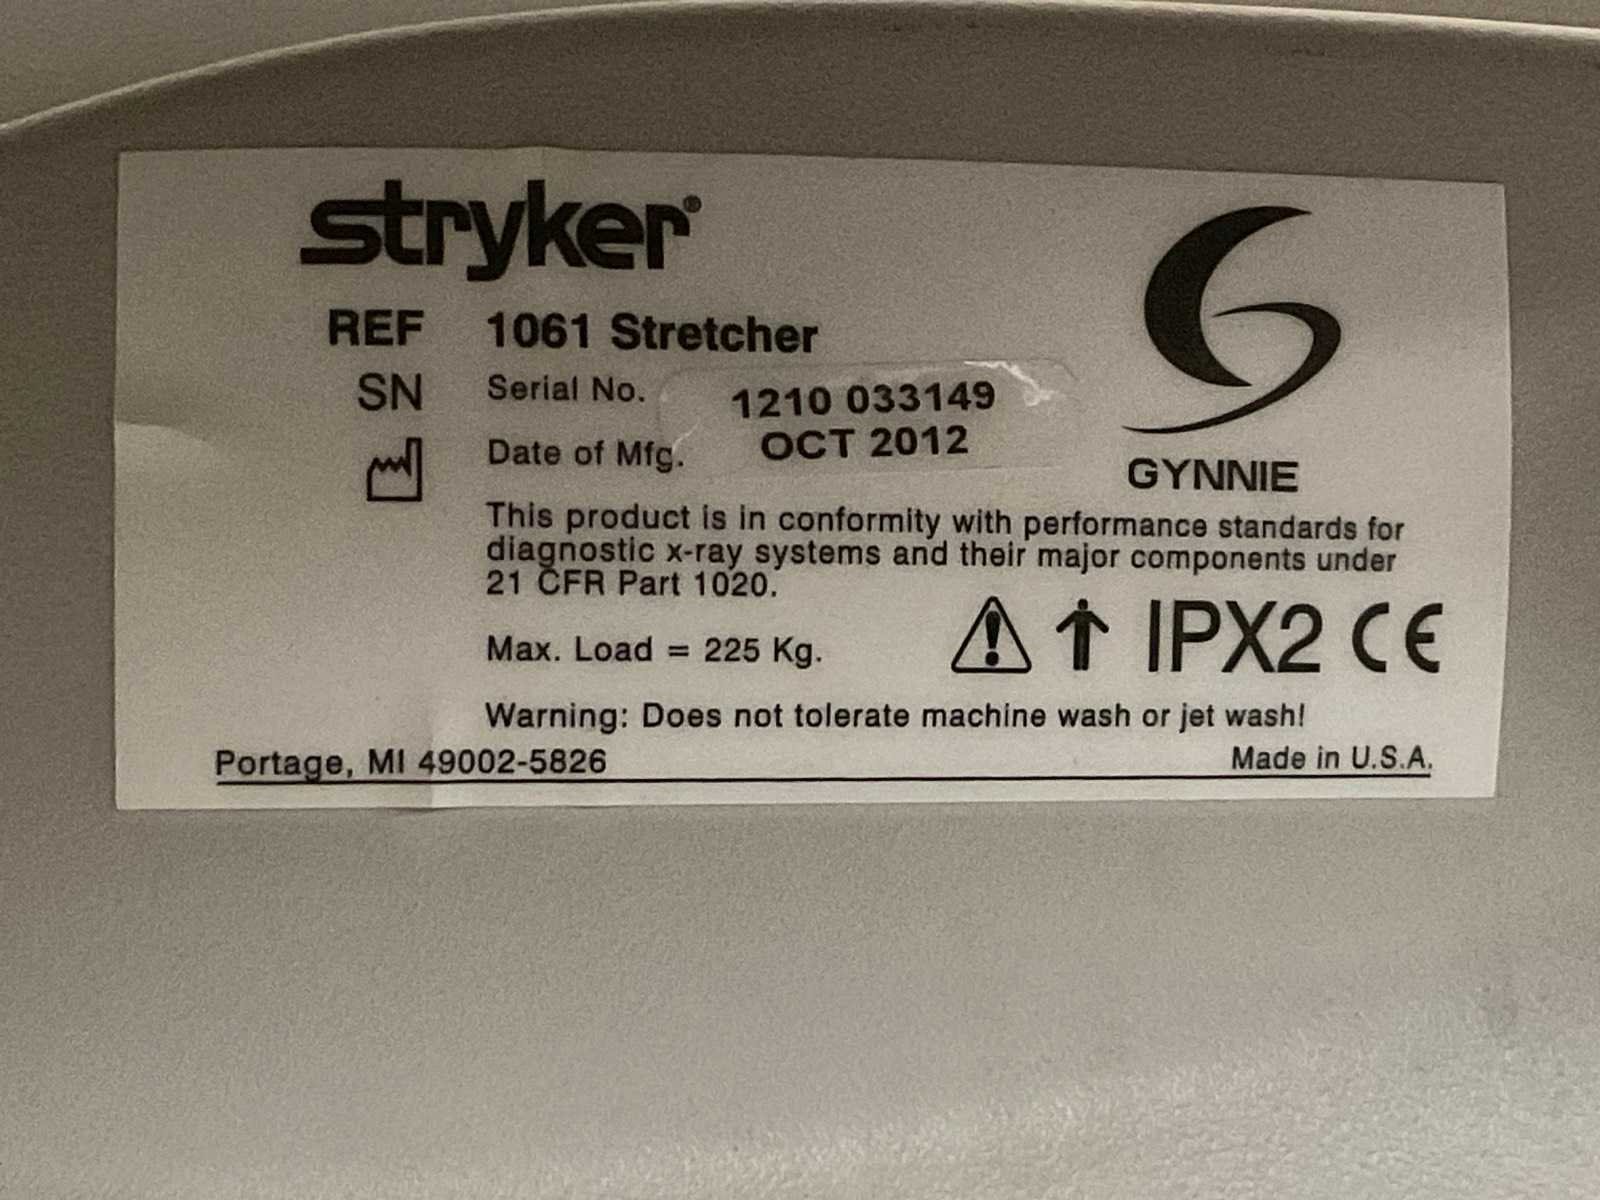 stryker®
REF 1061 Stretcher
SN Serial No. 1210 033149
Date of Mfg. OCT 2012
GYNNIE
This product is in conformity with performance standards for
diagnostic x-ray systems and their major components under
21 CFR Part 1020.
Max. Load = 225 Kg. IPX2 CE
Warning: Does not tolerate machine wash or jet wash!
Portage, MI 49002-5826 Made in U.S.A.